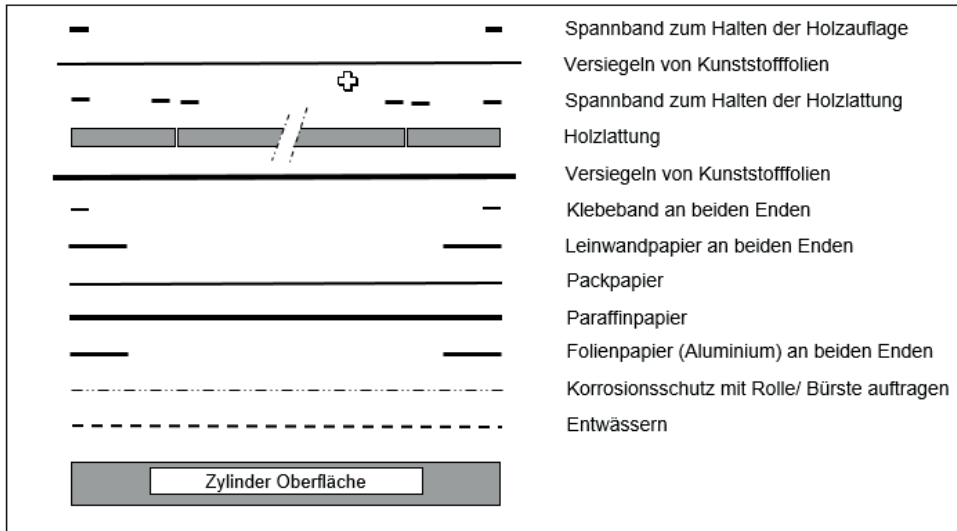 Spannband zum Halten der Holzauflage
Versiegeln von Kunststofffolien
Spannband zum Halten der Holzlattung
Holzlattung
Versiegeln von Kunststofffolien
Klebeband an beiden Enden
Leinwandpapier an beiden Enden
Packpapier
Paraffinpapier
Folienpapier (Aluminium) an beiden Enden
Korrosionsschutz mit Rolle/ Bürste auftragen
Entwässern
Zylinder Oberfläche